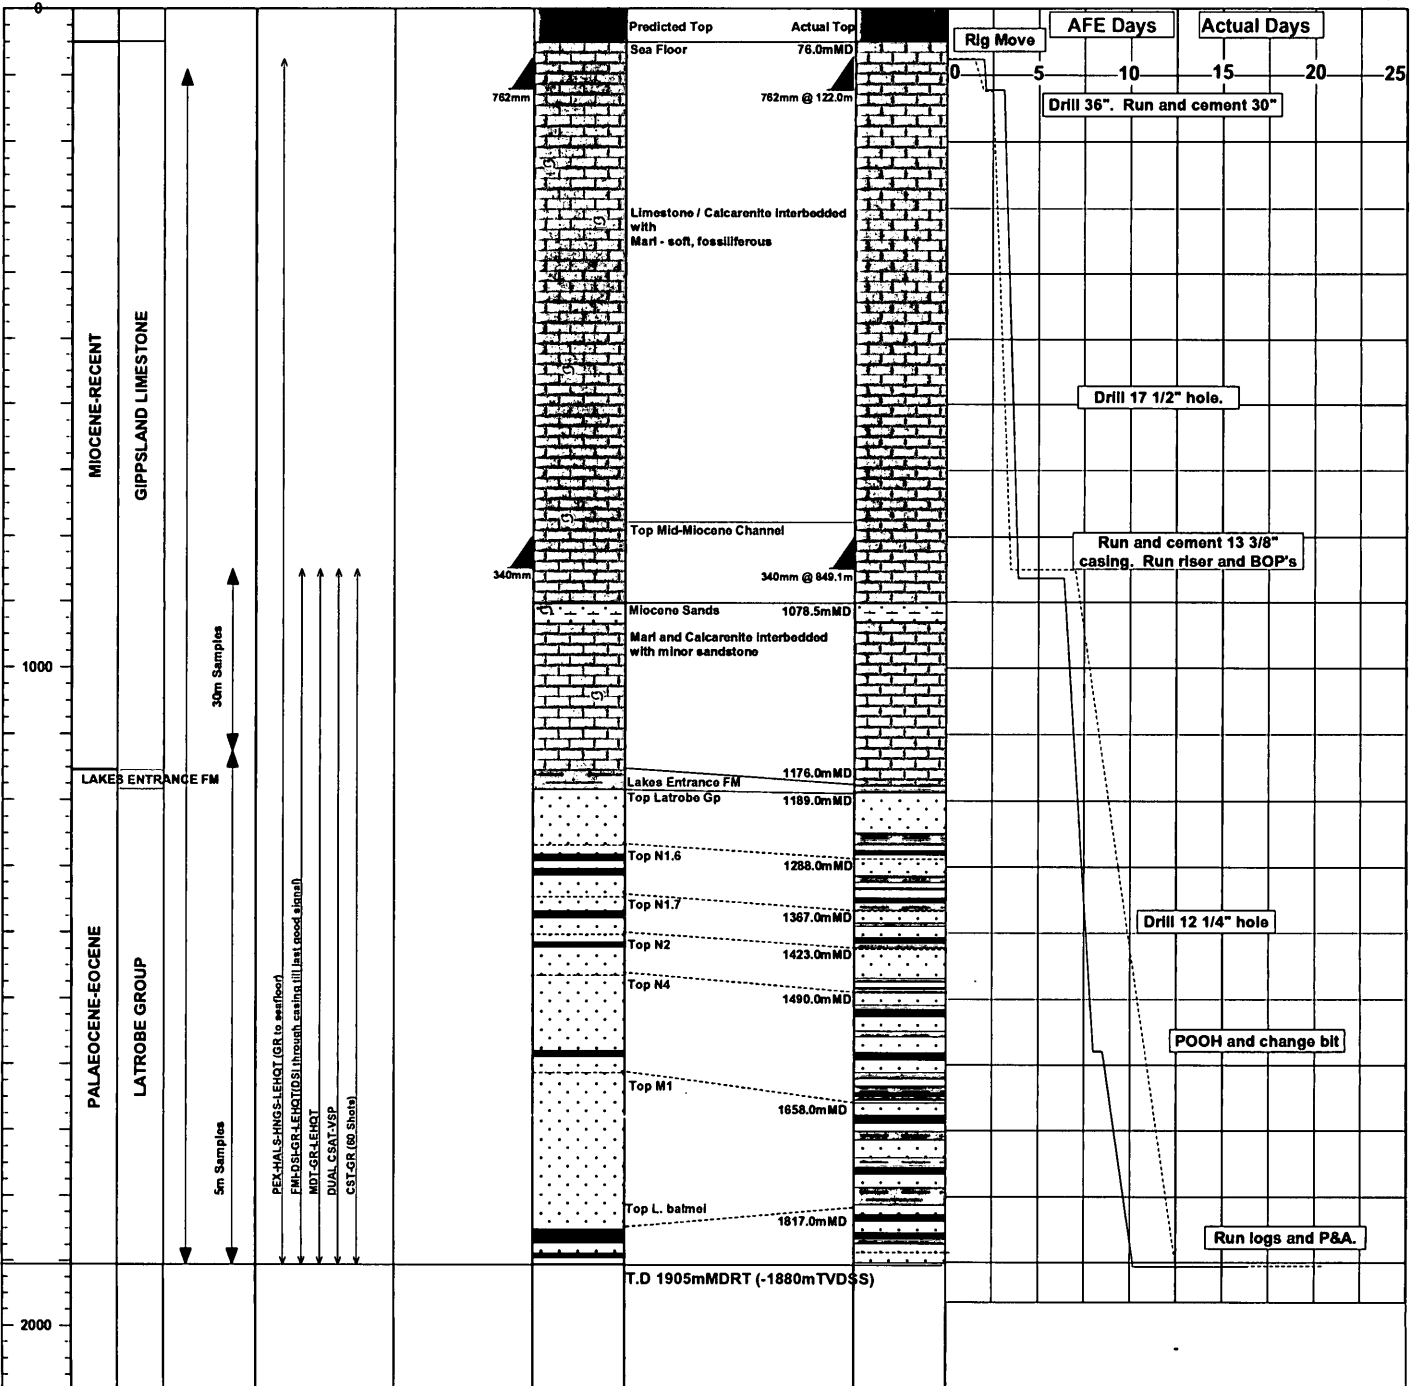 0
Predicted Top
Actual Top
AFE Days
Actual Days
Rig Move
Sea Floor
76.0mMD
0
5
10
15
20
25
762mm
762mm @ 122.0m
Drill 36". Run and cement 30"
Limestone / Calcarenite interbedded
with
Marl - soft, fossiliferous
MIOCENE-RECENT
GIPPSLAND LIMESTONE
Drill 17 1/2" hole.
Top Mid-Miocene Channel
Run and cement 13 3/8"
casing. Run riser and BOP's
340mm
340mm @ 849.1m
Miocene Sands
1078.5mMD
Marl and Calcarenite interbedded
with minor sandstone
30m Samples
1000
1176.0mMD
LAKES ENTRANCE FM
Lakes Entrance FM
Top Latrobe Gp
1189.0mMD
Top N1.6
1288.0mMD
Top N1.7
1367.0mMD
Drill 12 1/4" hole
Top N2
1423.0mMD
Top N4
1490.0mMD
PALAEOCENE-EOCENE
LATROBE GROUP
5m Samples
PEX-HALS-HNGS-LEHQT (GR to seafloor)
FMI-DSI-GR-LEHQT(DSI through casing till last good signal)
MDT-GR-LEHQT
DUAL CSAT-VSP
CST-GR (60 Shots)
POOH and change bit
Top M1
1658.0mMD
Top L. balmei
1817.0mMD
Run logs and P&A.
T.D 1905mMDRT (-1880mTVDSS)
2000